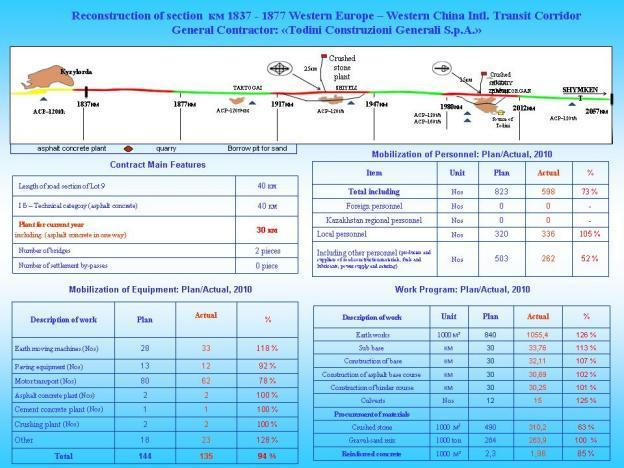 Reconstruction of section км 1837 - 1877 Western Europe – Western China Intl. Transit Corridor
General Contractor: «Todini Construzioni Generali S.p.A.»
Kyzylorda
Crushed
stone
plant
2.5км
Crushed
TARTOGAI
SHIELI
SHYMKEN
T
ACP-120t/h
1837км
1877км
1917км
1947км
1980км
2012км
2057км
ACP-120t/h
ACP-120t/h
ACP-120t/h
ACP-160t/h
ACP-120t/h
Source of
Todini
asphalt concrete plant quarry Borrow pit for sand
Contract Main Features
Length of road section of Lot 9 40 км
I B – Technical category (asphalt concrete) 40 км
Plant for current year
including (asphalt concrete in one way) 30 км
Number of bridges 2 pieces
Number of settlement by-passes 0 piece
Mobilization of Personnel: Plan/Actual, 2010
Item Unit Plan Actual %
Total including Nos 823 598 73 %
Foreign personnel Nos 0 0 -
Kazakhstan regional personnel Nos 0 0 -
Local personnel Nos 320 336 105 %
Including other personnel (producers and
suppliers of road construction materials, fuels and
lubricants, power supply and catering) Nos 503 262 52 %
Mobilization of Equipment: Plan/Actual, 2010
Description of work Plan Actual %
Earth moving machines (Nos) 28 33 118 %
Paving equipment (Nos) 13 12 92 %
Motor transport (Nos) 80 62 78 %
Asphalt concrete plant (Nos) 2 2 100 %
Cement concrete plant (Nos) 1 1 100 %
Crushing plant (Nos) 2 2 100 %
Other 18 23 128 %
Total 144 135 94 %
Work Program: Plan/Actual, 2010
Description of work Unit Plan Actual %
Earth works 1000 м³ 840 1055,4 126 %
Sub base км 30 33,76 113 %
Construction of base км 30 32,11 107 %
Construction of asphalt base course км 30 30,69 102 %
Construction of binder course км 30 30,25 101 %
Culverts Nos 12 15 125 %
Procurement of materials
Crushed stone 1000 м³ 490 310,2 63 %
Gravel-sand mix 1000 ton 264 263,9 100 %
Reinforced concrete 1000 м³ 2,3 1,96 85 %